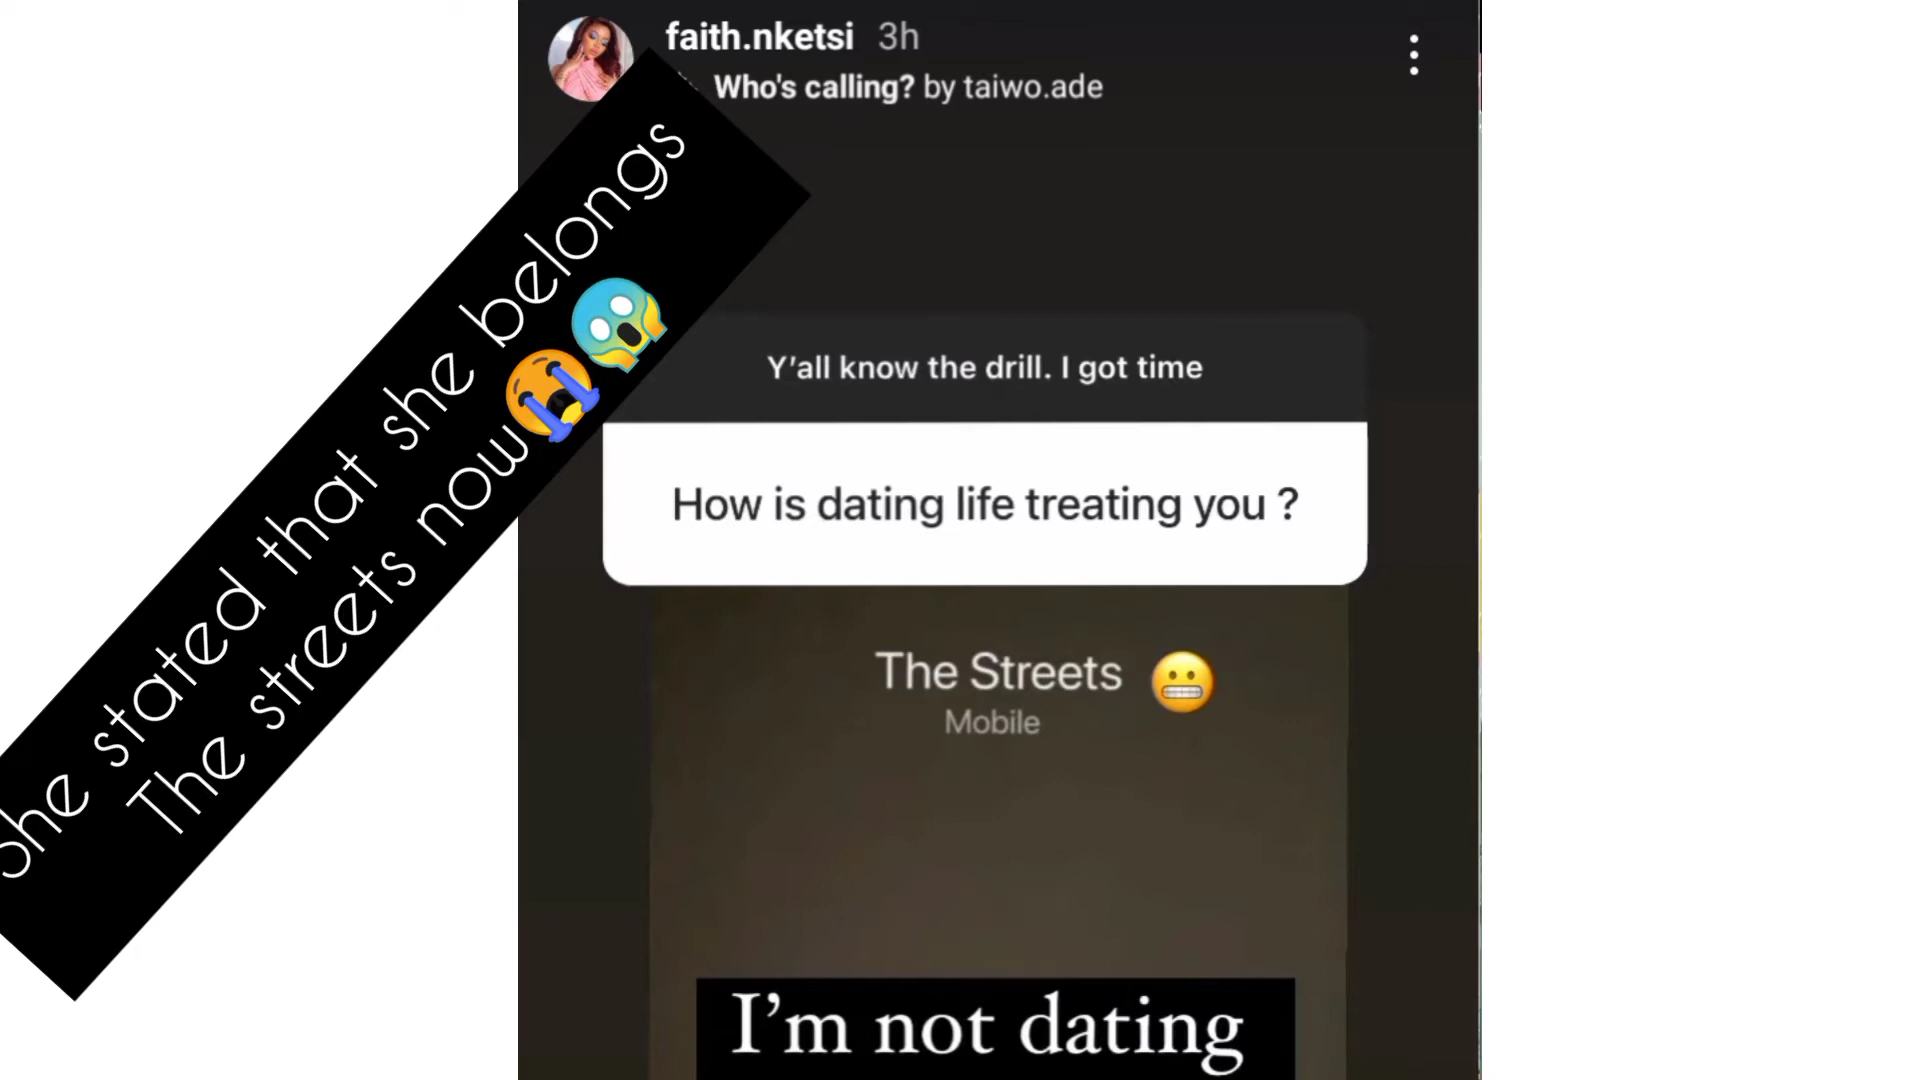 faith.nketsi 3h
Who's calling? by taiwo.ade
She stated that she belongs
The streets now😭😱
Y'all know the drill. I got time
How is dating life treating you ?
The Streets 😬
Mobile
I'm not dating